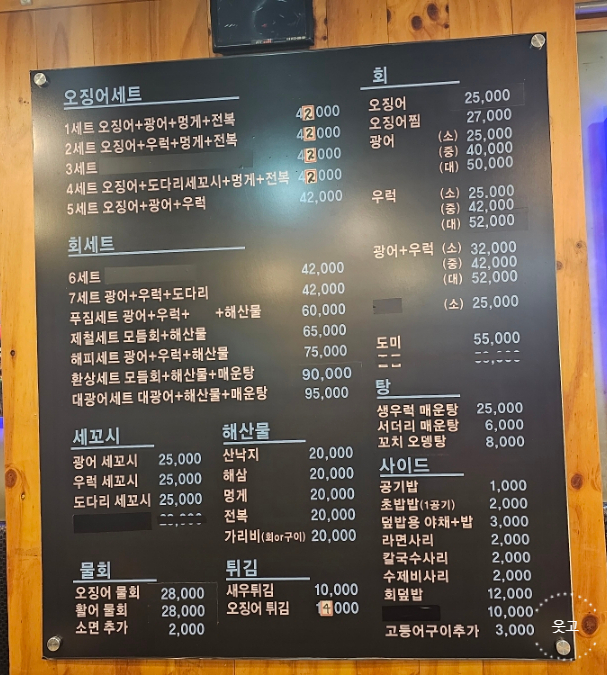 오징어세트
1세트 오징어+광어+멍게+전복 42,000
2세트 오징어+우럭+멍게+전복 42,000
3세트 42,000
4세트 오징어+도다리세꼬시+멍게+전복 42,000
5세트 오징어+광어+우럭 42,000
회세트
6세트 42,000
7세트 광어+우럭+도다리 42,000
푸짐세트 광어+우럭+ +해산물 60,000
제철세트 모듬회+해산물 65,000
해피세트 광어+우럭+해산물 75,000
환상세트 모듬회+해산물+매운탕 90,000
대광어세트 대광어+해산물+매운탕 95,000
세꼬시
광어 세꼬시 25,000
우럭 세꼬시 25,000
도다리 세꼬시 25,000
해산물
산낙지 20,000
해삼 20,000
멍게 20,000
전복 20,000
가리비(회or구이) 20,000
물회
오징어 물회 28,000
활어 물회 28,000
소면 추가 2,000
튀김
새우튀김 10,000
오징어 튀김 4 000
회
오징어 25,000
오징어찜 27,000
광어 (소) 25,000
(중) 40,000
(대) 50,000
우럭 (소) 25,000
(중) 42,000
(대) 52,000
광어+우럭 (소) 32,000
(중) 42,000
(대) 52,000
(소) 25,000
도미 55,000
탕
생우럭 매운탕 25,000
서더리 매운탕 6,000
꼬치 오뎅탕 8,000
사이드
공기밥 1,000
초밥밥(1공기) 2,000
덮밥용 야채+밥 3,000
라면사리 2,000
칼국수사리 2,000
수제비사리 2,000
회덮밥 12,000
10,000
고등어구이추가 3,000
웃고